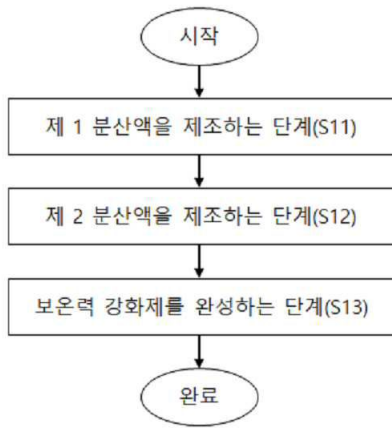 시작
제 1 분산액을 제조하는 단계(S11)
제 2 분산액을 제조하는 단계(S12)
보온력 강화제를 완성하는 단계(S13)
완료